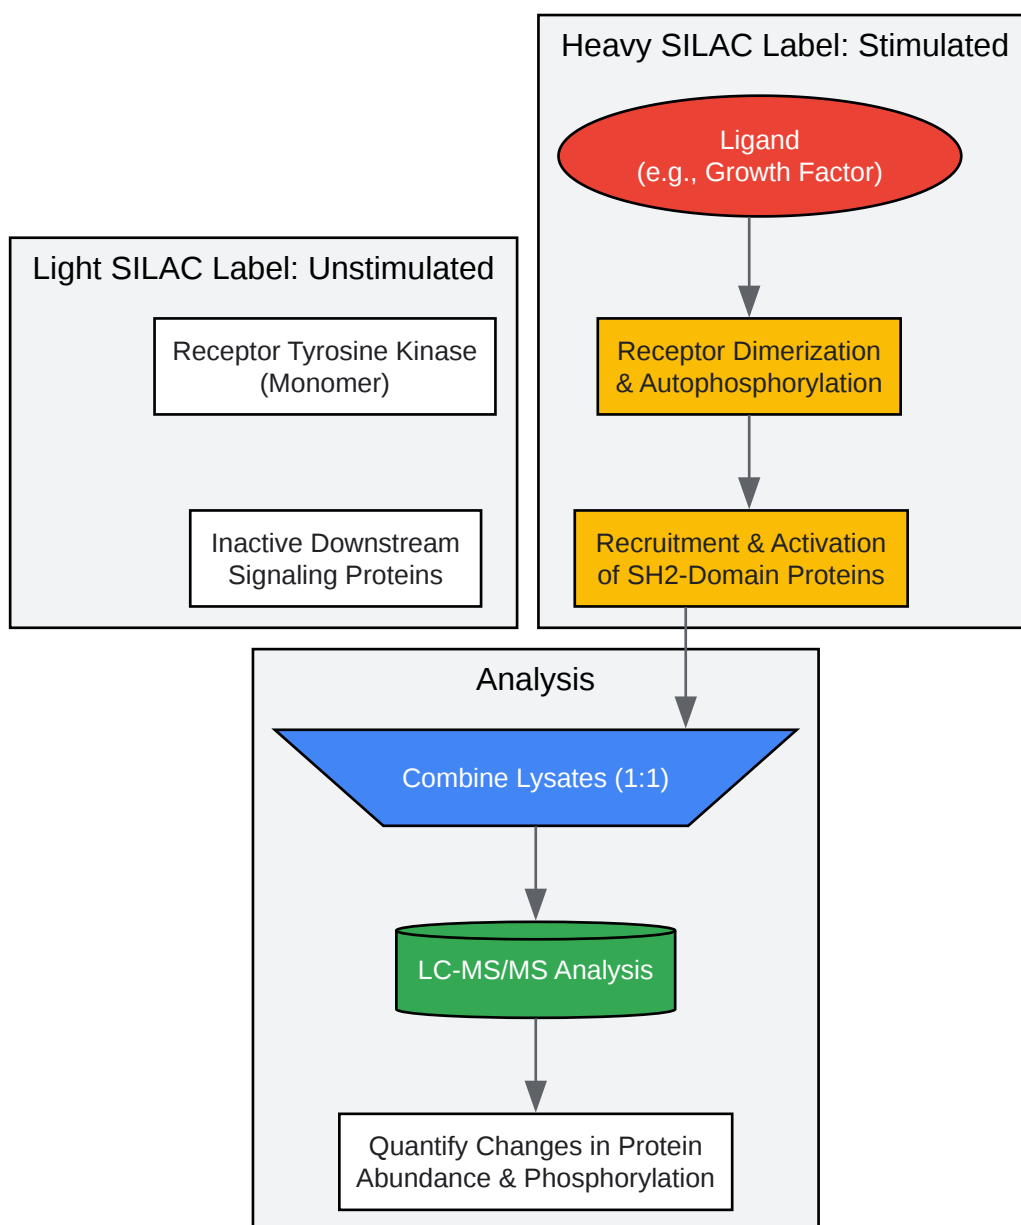 Heavy SILAC Label: Stimulated
Ligand
(e.g., Growth Factor)
Light SILAC Label: Unstimulated
Receptor Tyrosine Kinase
(Monomer)
Receptor Dimerization
& Autophosphorylation
Inactive Downstream
Signaling Proteins
Recruitment & Activation
of SH2-Domain Proteins
Analysis
Combine Lysates (1:1)
LC-MS/MS Analysis
Quantify Changes in Protein
Abundance & Phosphorylation